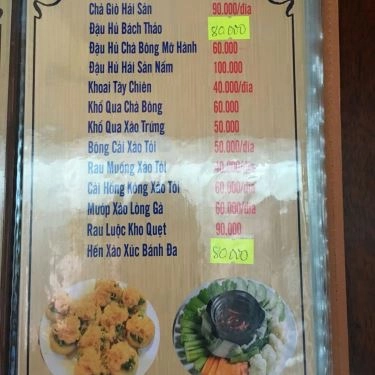 Chả Giò Hải Sản 90.000/dĩa
Đậu Hủ Bách Thảo 80.000
Đậu Hủ Chà Bông Mỡ Hành 60.000
Đậu Hủ Hải Sản Nấm 100.000
Khoai Tây Chiên 40.000/dĩa
Khổ Qua Chà Bông 60.000
Khổ Qua Xào Trứng 50.000
Bông Cải Xào Tỏi 50.000/dĩa
Rau Muống Xào Tỏi 40.000/dĩa
Cải Hồng Kông Xào Tỏi 60.000/dĩa
Mướp Xào Lòng Gà 60.000/dĩa
Rau Luộc Kho Quẹt 90.000
Hến Xào Xúc Bánh Đa 80.000